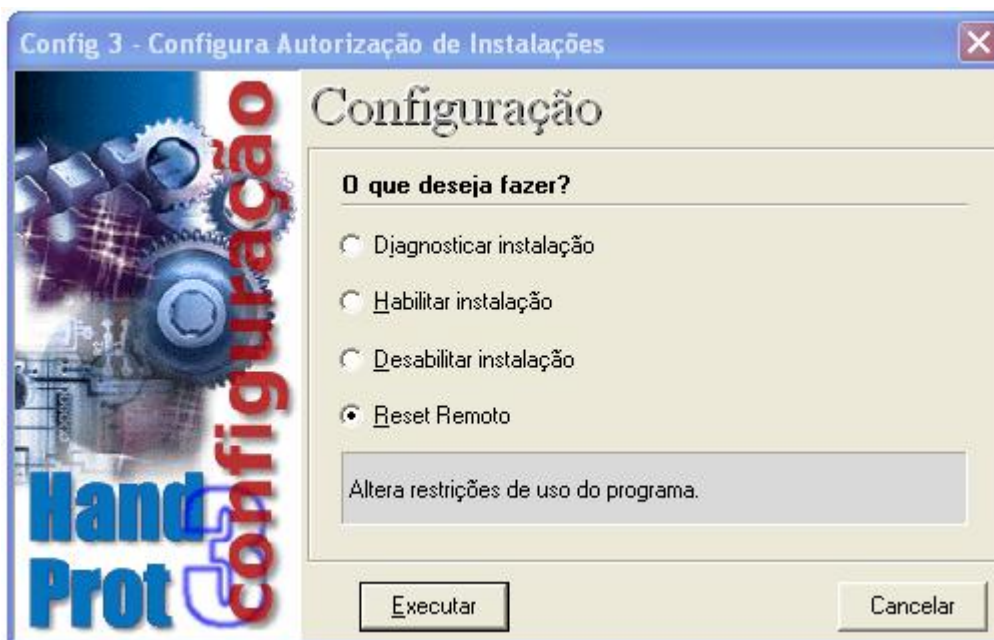 Config 3 - Configura Autorização de Instalações
Configuração
configuração
Hand
Prot
3
O que deseja fazer?
Diagnosticar instalação
Habilitar instalação
Desabilitar instalação
Reset Remoto
Altera restrições de uso do programa.
Executar
Cancelar